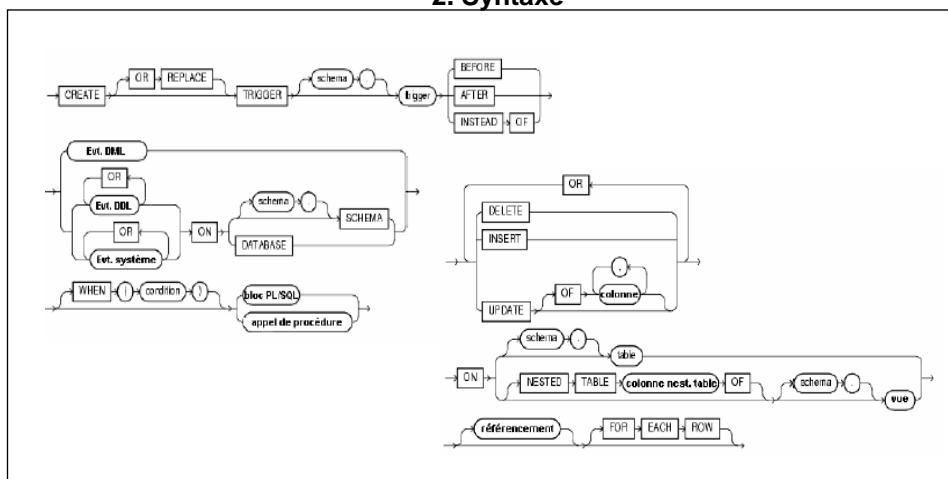 2. Syntaxe
OR REPLACE schema . BEFORE
CREATE TRIGGER trigger AFTER
INSTEAD OF
Evt. DML
OR
Evt. DDL schema . SCHEMA
OR ON DATABASE
Evt. système
WHEN ( condition ) bloc PL/SQL
appel de procédure
OR
DELETE
INSERT
,
OF colonne
UPDATE
schema . table
ON NESTED TABLE colonne nest. table OF schema . vue
référencement FOR EACH ROW